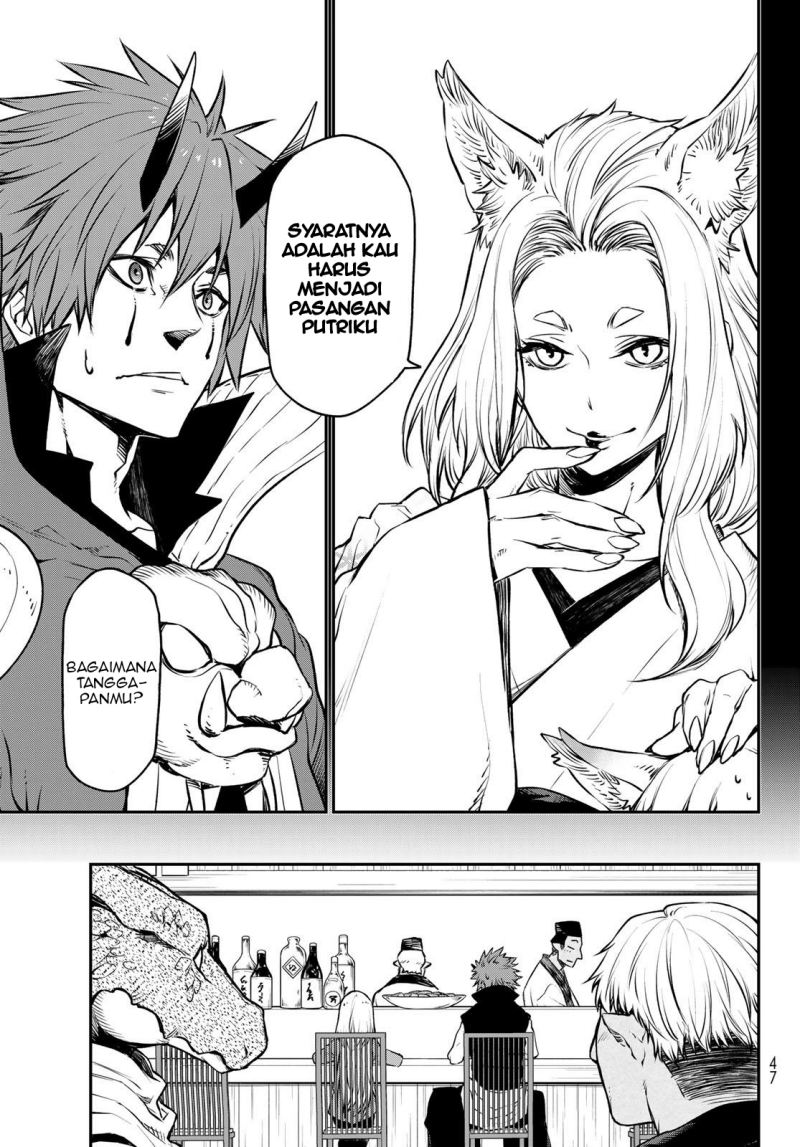 SYARATNYA
ADALAH KAU
HARUS
MENJADI
PASANGAN
PUTRIKU
BAGAIMANA
TANGGA-
PANMU?
47